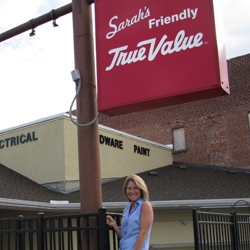 Sarah's
Friendly
True Value®
CTRICAL
DWARE PAINT